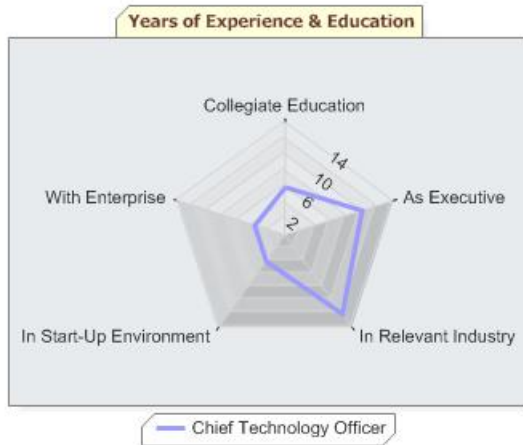 Years of Experience & Education
Collegiate Education
14
10
6
2
With Enterprise
As Executive
In Start-Up Environment
In Relevant Industry
Chief Technology Officer